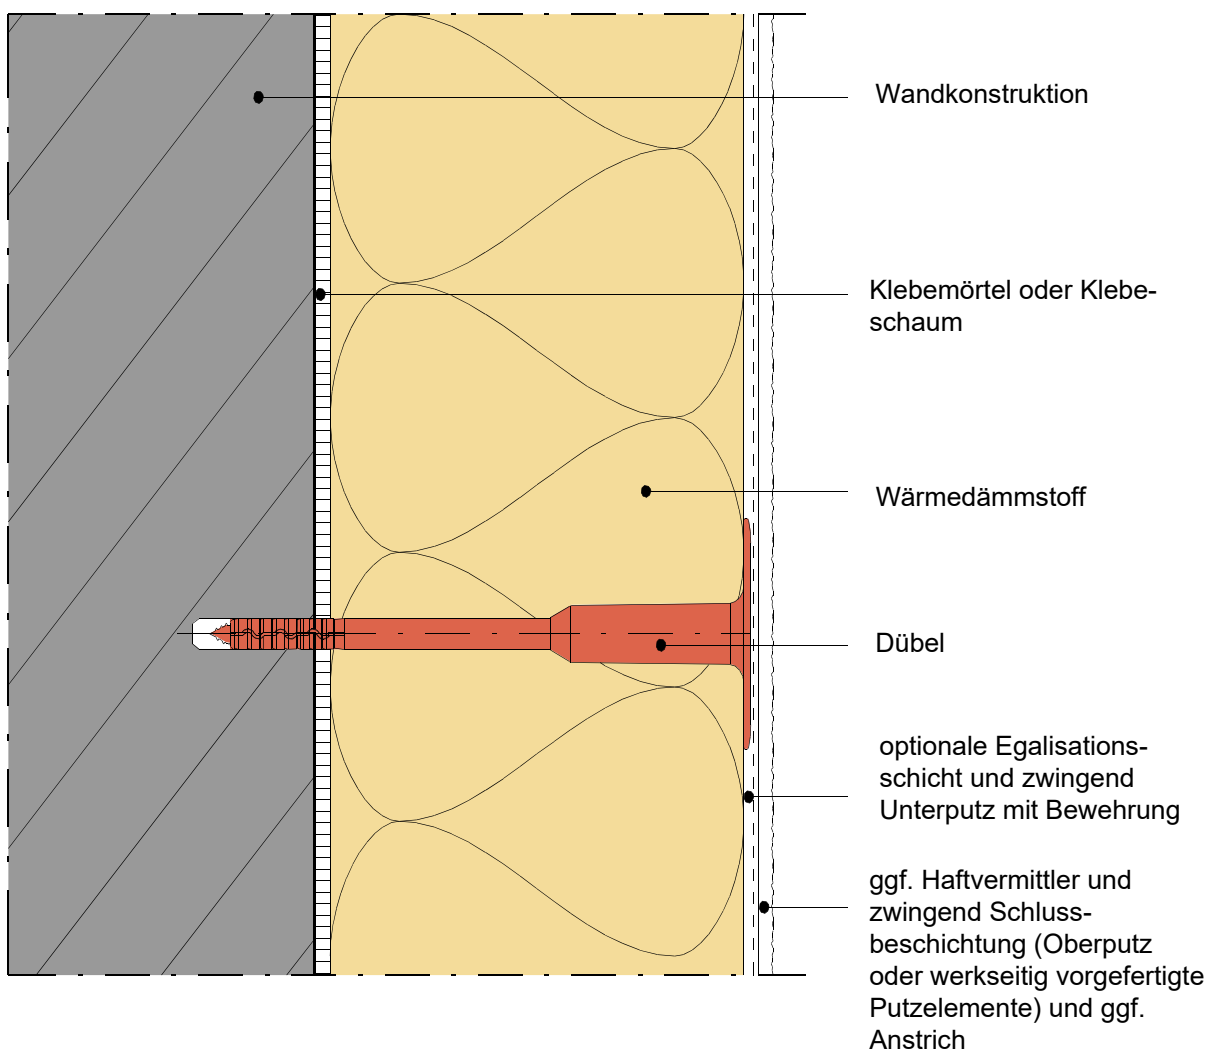 Wandkonstruktion
Klebemörtel oder Klebe-
schaum
Wärmedämmstoff
Dübel
optionale Egalisations-
schicht und zwingend
Unterputz mit Bewehrung
ggf. Haftvermittler und
zwingend Schluss-
beschichtung (Oberputz
oder werkseitig vorgefertigte
Putzelemente) und ggf.
Anstrich